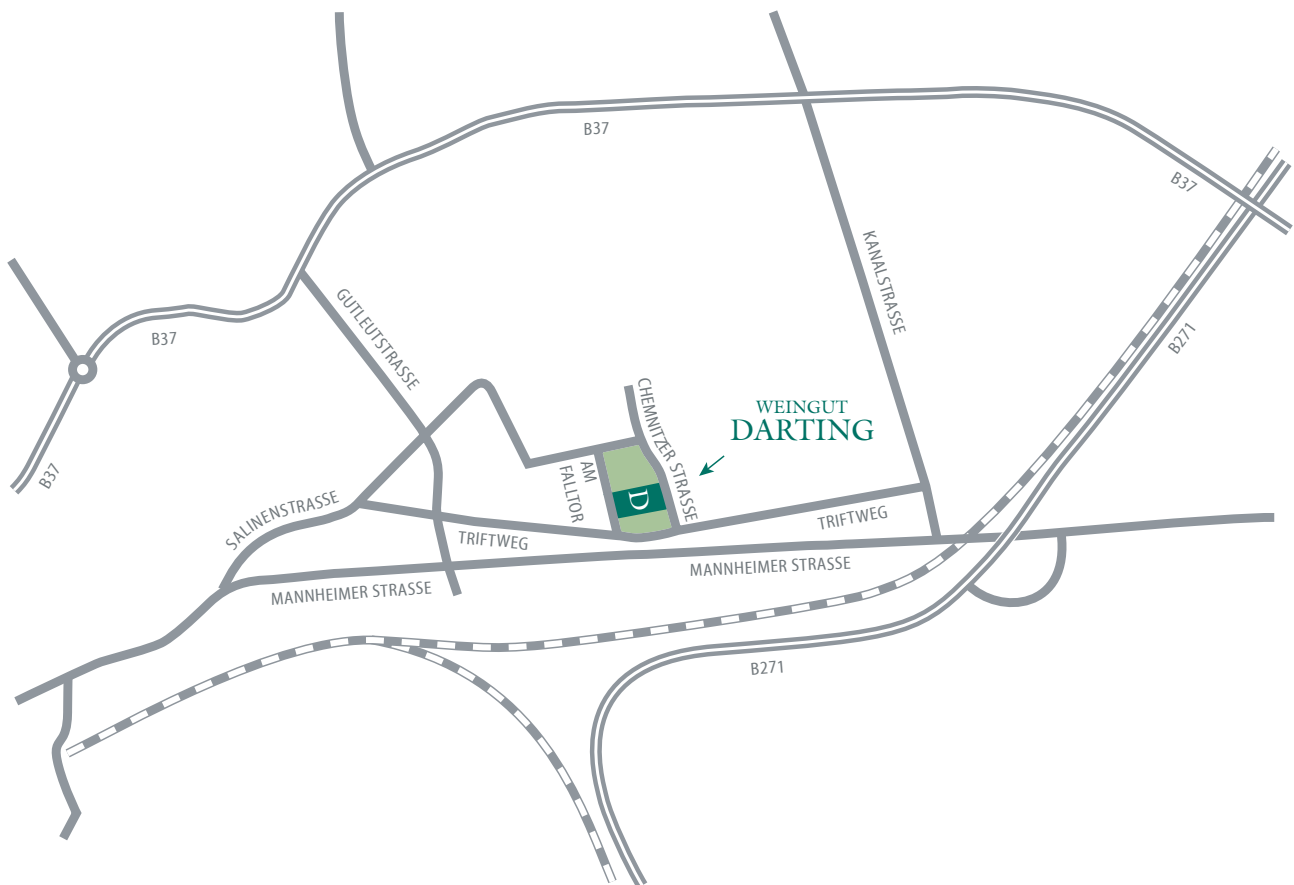 B37
B37
KANALSTRASSE
GUTLEUTSTRASSE
B37
B271
CHEMNITZER STRASSE
WEINGUT
DARTING
AM
FALLTOR
B37
D
SALINENSTRASSE
TRIFTWEG
TRIFTWEG
MANNHEIMER STRASSE
MANNHEIMER STRASSE
B271